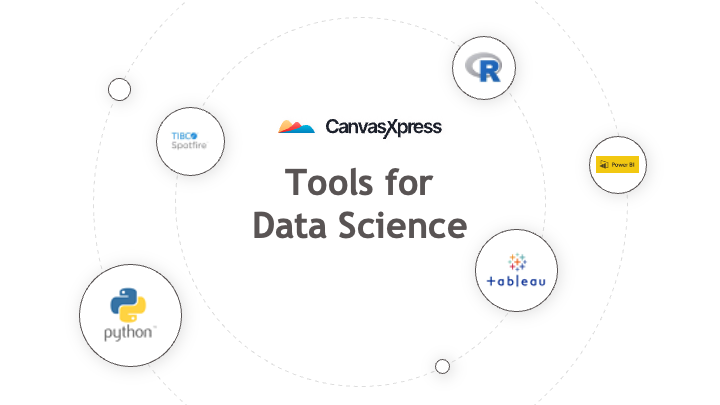 R
TIBCO
Spotfire
CanvasXpress
Power BI
Tools for
Data Science
+ableau
python